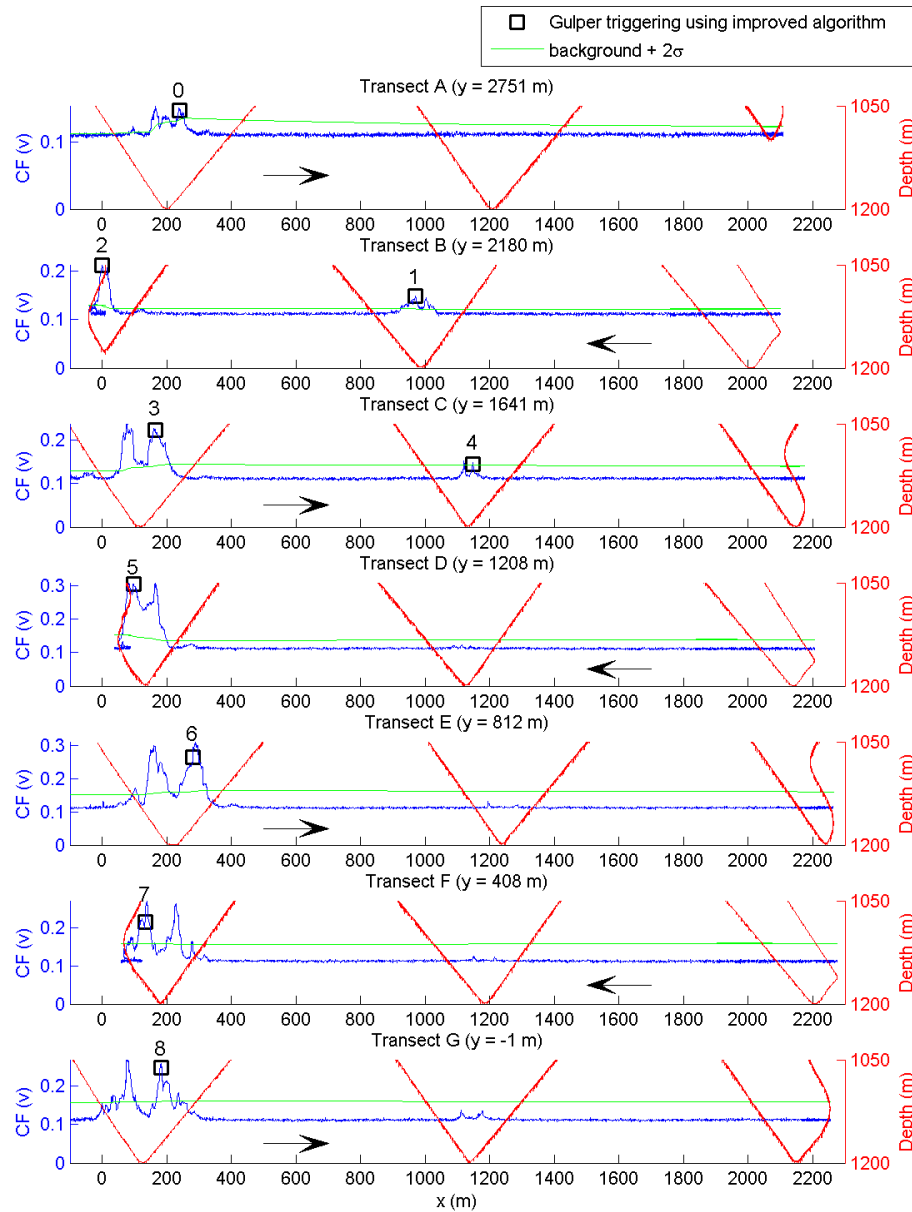 Gulper triggering using improved algorithm
background + 2σ
Transect A (y = 2751 m)
0
CF (v)
0.1
0
1050
1200
Depth (m)
0 200 400 600 800 1000 1200 1400 1600 1800 2000 2200
Transect B (y = 2180 m)
2
1
CF (v)
0.2
0.1
0
1050
1200
Depth (m)
0 200 400 600 800 1000 1200 1400 1600 1800 2000 2200
Transect C (y = 1641 m)
3
4
CF (v)
0.2
0.1
0
1050
1200
Depth (m)
0 200 400 600 800 1000 1200 1400 1600 1800 2000 2200
Transect D (y = 1208 m)
5
CF (v)
0.3
0.2
0.1
0
1050
1200
Depth (m)
0 200 400 600 800 1000 1200 1400 1600 1800 2000 2200
Transect E (y = 812 m)
6
CF (v)
0.3
0.2
0.1
0
1050
1200
Depth (m)
0 200 400 600 800 1000 1200 1400 1600 1800 2000 2200
Transect F (y = 408 m)
7
CF (v)
0.2
0.1
0
1050
1200
Depth (m)
0 200 400 600 800 1000 1200 1400 1600 1800 2000 2200
Transect G (y = -1 m)
8
CF (v)
0.2
0.1
0
1050
1200
Depth (m)
0 200 400 600 800 1000 1200 1400 1600 1800 2000 2200
x (m)